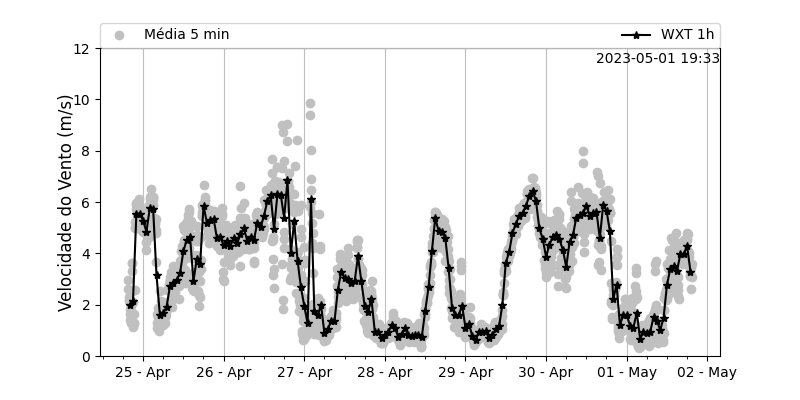 Média 5 min
WXT 1h
2023-05-01 19:33
Velocidade do Vento (m/s)
12
10
8
6
4
2
0
25 - Apr
26 - Apr
27 - Apr
28 - Apr
29 - Apr
30 - Apr
01 - May
02 - May